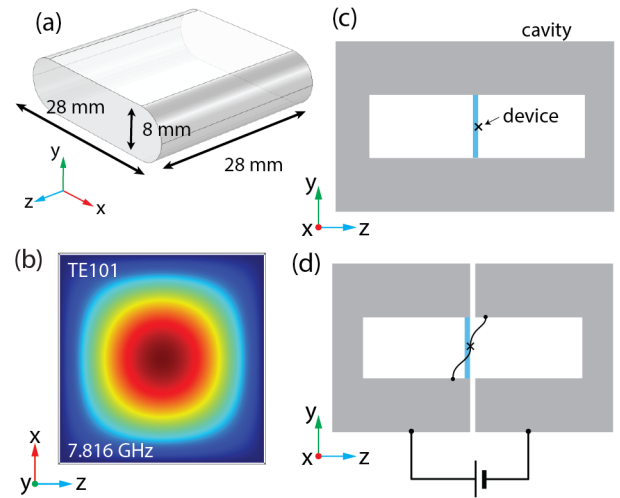 (a)
28 mm
8 mm
28 mm
y
z
x
(b)
TE101
7.816 GHz
x
y
z
(c)
cavity
device
y
x
z
(d)
y
x
z